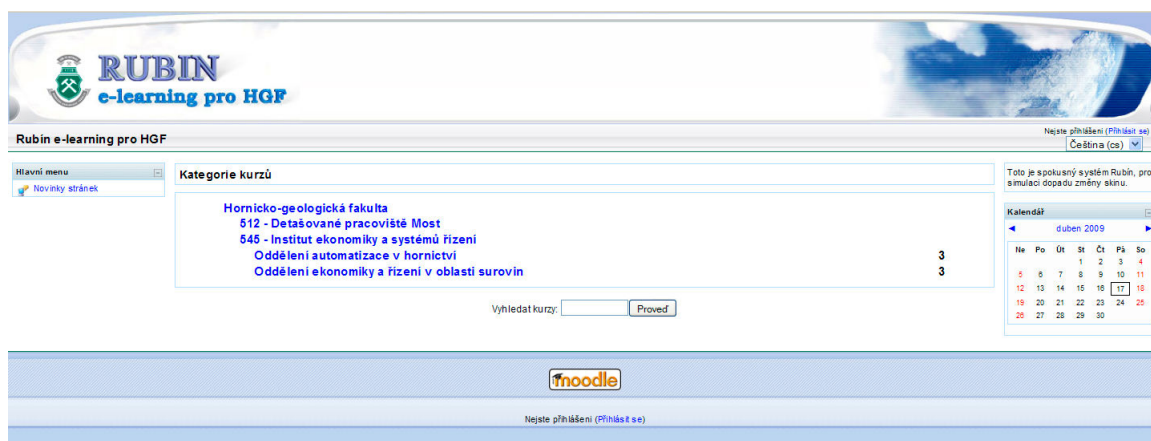 RUBIN
e-learning pro HGF
Rubin e-learning pro HGF
Nejste přihlášeni (Přihlásit se)
Čeština (cs)
Hlavní menu
Novinky stránek
Kategorie kurzů
Hornicko-geologická fakulta
512 - Detašované pracoviště Most
545 - Institut ekonomiky a systémů řízení
Oddělení automatizace v hornictví 3
Oddělení ekonomiky a řízení v oblasti surovin 3
Vyhledat kurzy: Proveď
Toto je spokusný systém Rubín, pro
simulaci dopadu změny skinu.
Kalendář
◄ duben 2009 ►
Ne Po Út St Čt Pá So
1 2 3 4
5 6 7 8 9 10 11
12 13 14 15 16 17 18
19 20 21 22 23 24 25
26 27 28 29 30
moodle
Nejste přihlášeni (Přihlásit se)